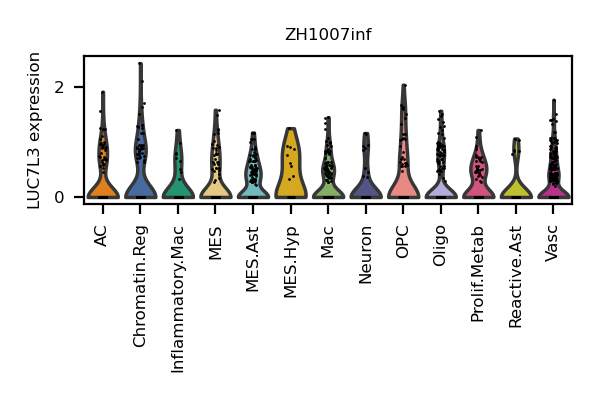 ZH1007inf
LUC7L3 expression
2
0
AC
Chromatin.Reg
Inflammatory.Mac
MES
MES.Ast
MES.Hyp
Mac
Neuron
OPC
Oligo
Prolif.Metab
Reactive.Ast
Vasc